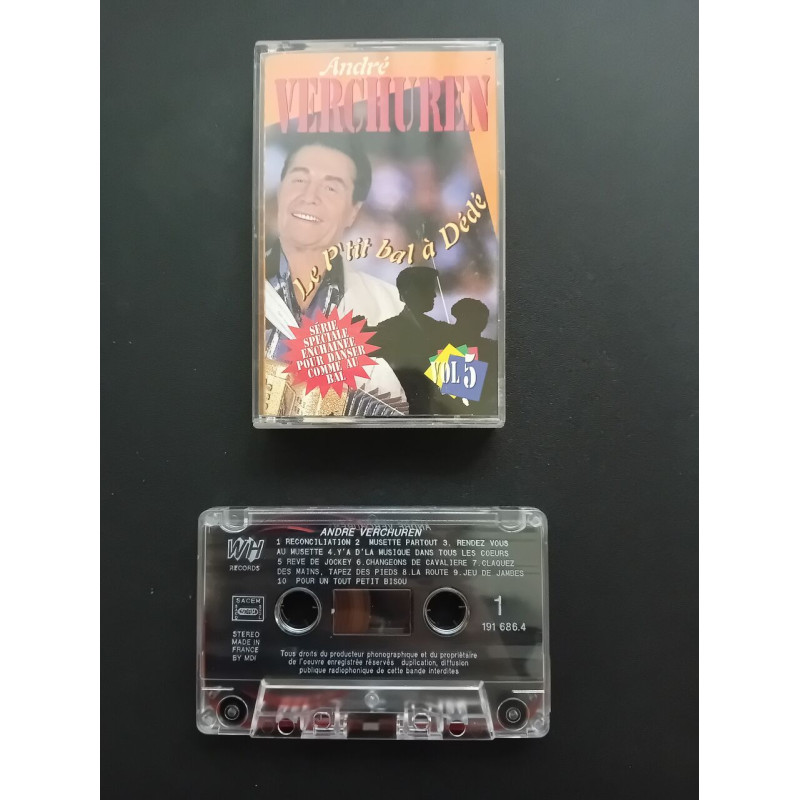 André
VERCHUREN
Le P'tit bal à Dédé
SÉRIE
SPECIALE
ENCHAINÉE
POUR DANSER
COMME AU
BAL
VOL 5
ANDRE VERCHUREN
WH
RECORDS
1 RECONCILIATION 2 MUSETTE PARTOUT 3. RENDEZ VOUS
AU MUSETTE 4.Y'A D'LA MUSIQUE DANS TOUS LES COEURS
5 REVE DE JOCKEY 6.CHANGEONS DE CAVALIERE 7.CLAQUEZ
DES MAINS, TAPEZ DES PIEDS 8.LA ROUTE 9.JEU DE JAMBES
10 POUR UN TOUT PETIT BISOU
SACEM
STEREO
MADE IN
FRANCE
BY MDI
1
191 686.4
Tous droits du producteur phonographique et du propriétaire
de l'oeuvre enregistrée réservés duplication, diffusion
publique radiophonique de cette bande interdites